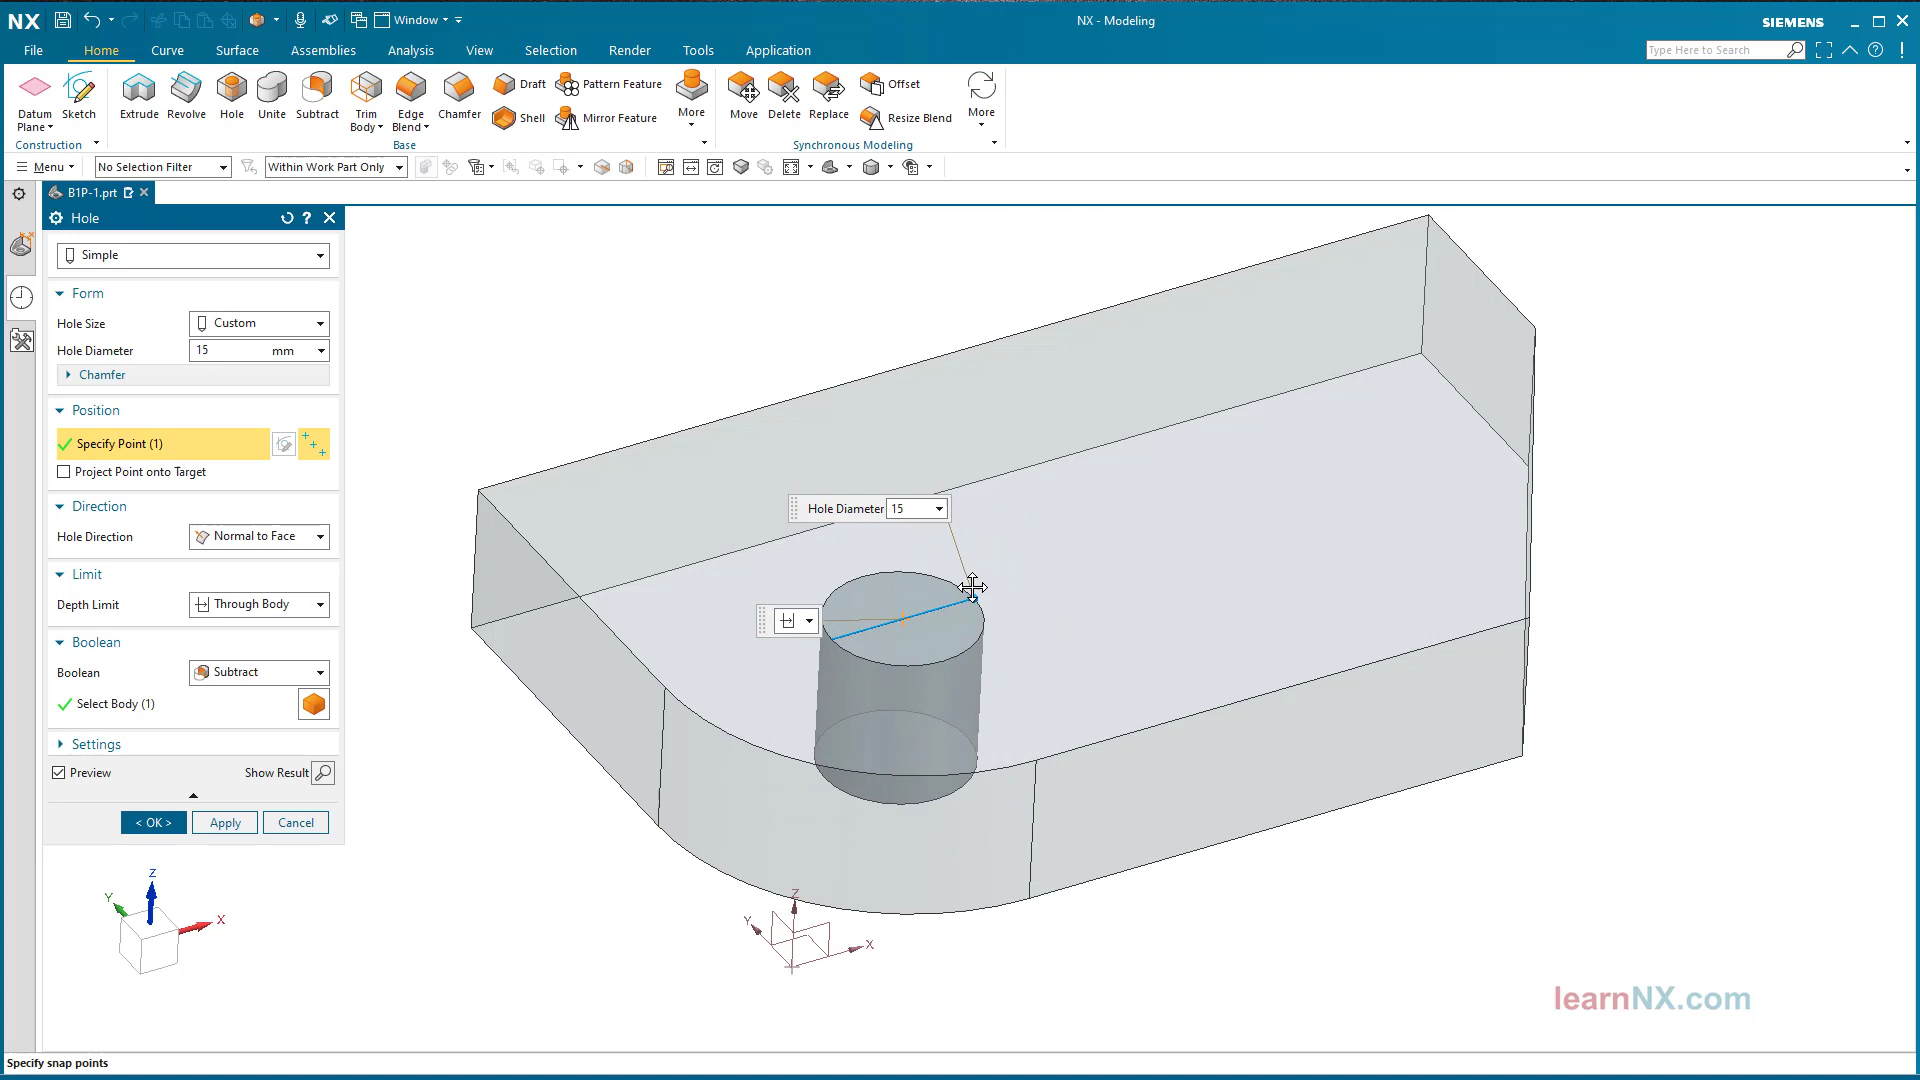 NX
Window
NX - Modeling
SIEMENS
File
Home
Curve
Surface
Assemblies
Analysis
View
Selection
Render
Tools
Application
Type Here to Search
Datum
Plane
Sketch
Extrude
Revolve
Hole
Unite
Subtract
Trim
Body
Edge
Blend
Chamfer
Draft
Shell
Pattern Feature
Mirror Feature
More
Move
Delete
Replace
Offset
Resize Blend
More
Construction
Base
Synchronous Modeling
Menu
No Selection Filter
Within Work Part Only
B1P-1.prt
Hole
Simple
Form
Hole Size
Custom
Hole Diameter
15 mm
Chamfer
Position
Specify Point (1)
Project Point onto Target
Direction
Hole Direction
Normal to Face
Limit
Depth Limit
Through Body
Boolean
Boolean
Subtract
Select Body (1)
Settings
Preview
Show Result
< OK >
Apply
Cancel
Hole Diameter 15
Z
Y
X
Z
Y
X
learnNX.com
Specify snap points